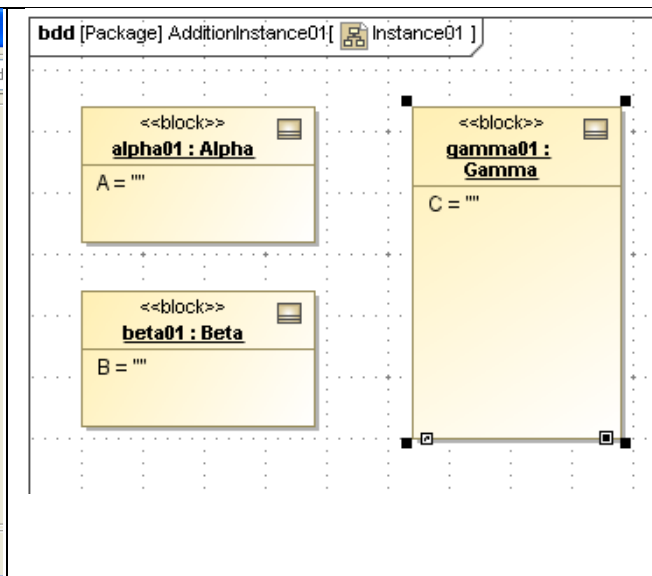 bdd [Package] AdditionInstance01[ Instance01 ]
<<block>>
alpha01 : Alpha
A = ""
<<block>>
beta01 : Beta
B = ""
<<block>>
gamma01 :
Gamma
C = ""